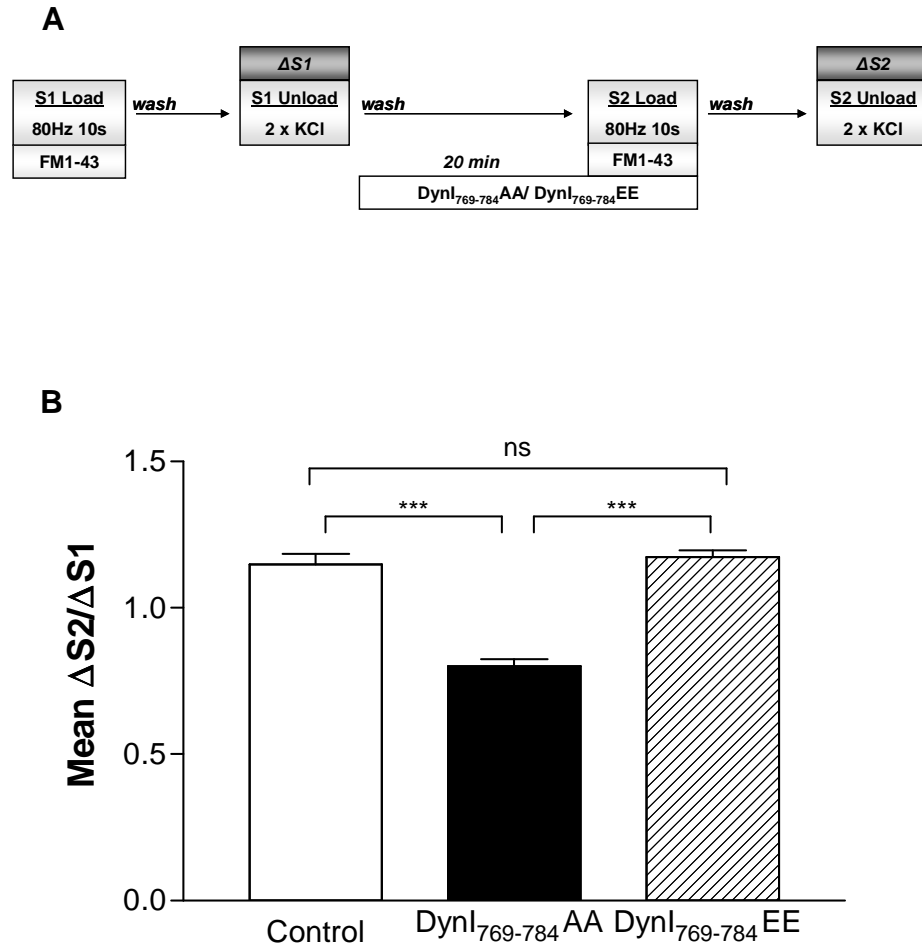 A
S1 Load
80Hz 10s
FM1-43
wash
ΔS1
S1 Unload
2 x KCl
wash
20 min
S2 Load
80Hz 10s
FM1-43
DynI769-784AA/ DynI769-784EE
wash
ΔS2
S2 Unload
2 x KCl
B
ns
*** ***
Mean ΔS2/ΔS1
1.5
1.0
0.5
0.0
Control DynI769-784AA DynI769-784EE